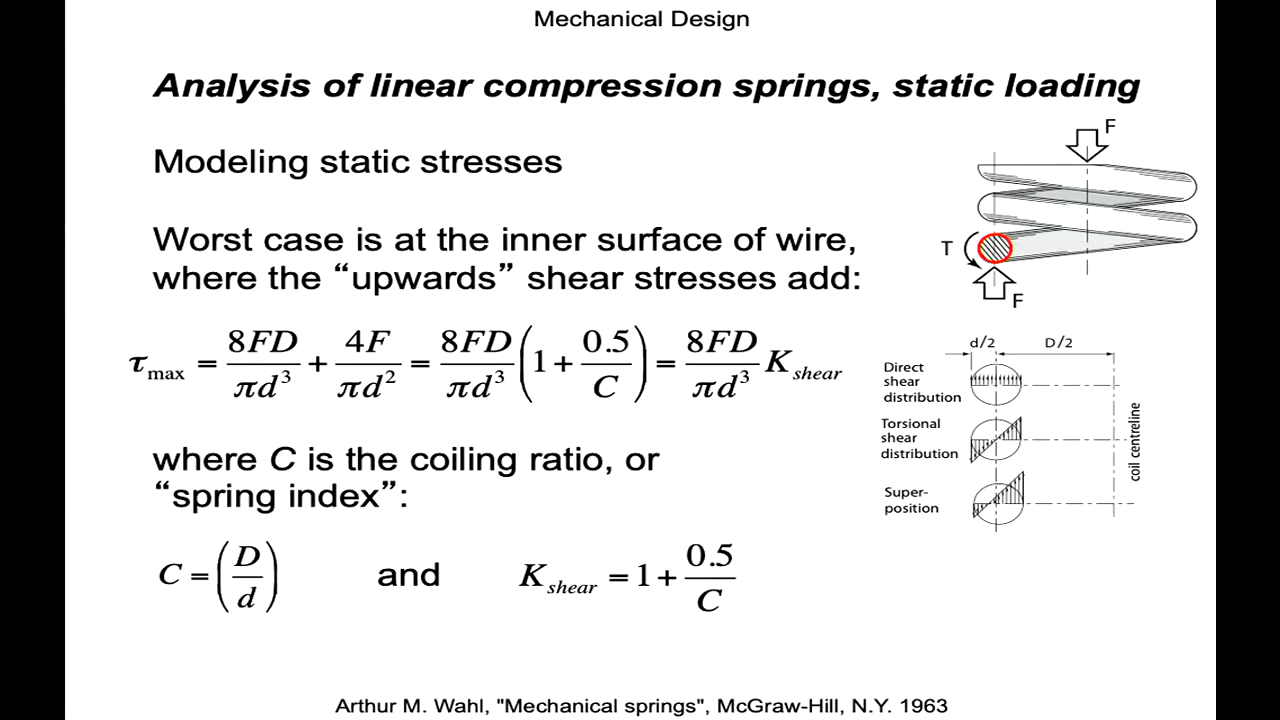 Mechanical Design
Analysis of linear compression springs, static loading
Modeling static stresses
Worst case is at the inner surface of wire,
where the “upwards” shear stresses add:
τmax = 8FD/πd³ + 4F/πd² = 8FD/πd³ (1 + 0.5/C) = 8FD/πd³ Kshear
where C is the coiling ratio, or
“spring index”:
C = (D/d) and Kshear = 1 + 0.5/C
F
T
F
d/2 D/2
Direct
shear
distribution
Torsional
shear
distribution
Super-
position
coil centreline
Arthur M. Wahl, "Mechanical springs", McGraw-Hill, N.Y. 1963